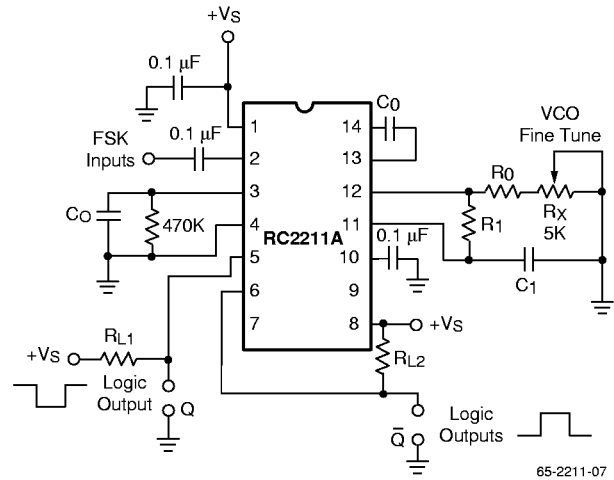 +VS
0.1 µF
FSK
Inputs
0.1 µF
CO
470K
1
2
3
4
5
6
7
RC2211A
14
13
12
11
10
9
8
C0
0.1 µF
VCO
Fine Tune
R0
RX
5K
R1
C1
+VS
RL1
+VS
RL2
Logic
Output
Q
Q̅
Logic
Outputs
65-2211-07